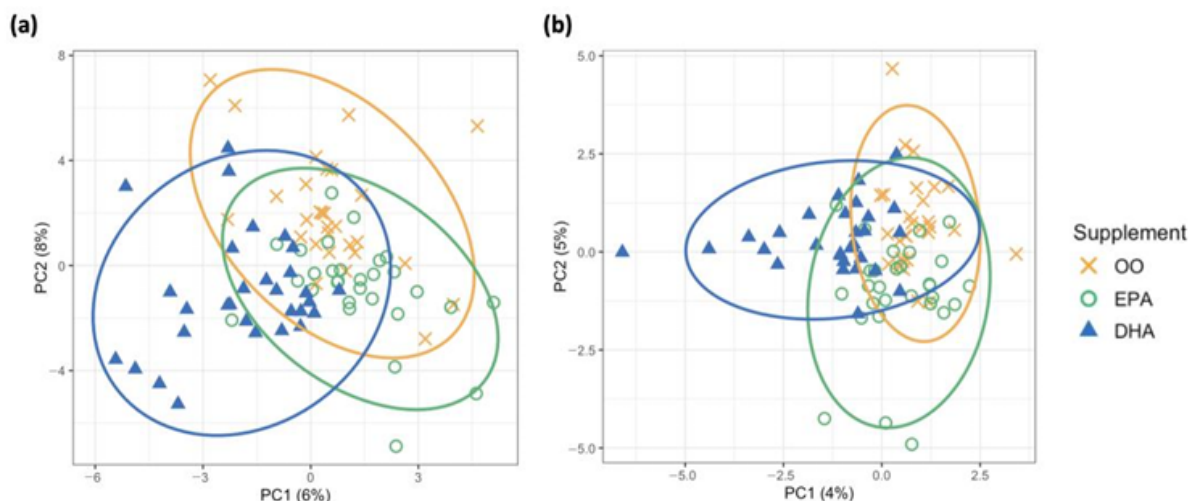 (a)
(b)
8
4
0
−4
−6
−3
0
3
PC2 (8%)
PC1 (6%)
5.0
2.5
0.0
−2.5
−5.0
−5.0
−2.5
0.0
2.5
PC2 (5%)
PC1 (4%)
Supplement
OO
EPA
DHA